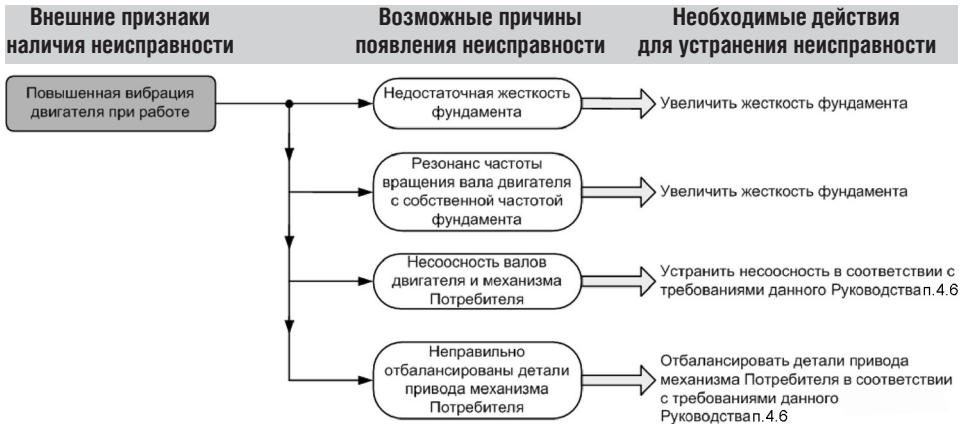 Внешние признаки
наличия неисправности
Возможные причины
появления неисправности
Необходимые действия
для устранения неисправности
Повышенная вибрация
двигателя при работе
Недостаточная жесткость
фундамента
Увеличить жесткость фундамента
Резонанс частоты
вращения вала двигателя
с собственной частотой
фундамента
Увеличить жесткость фундамента
Несоосность валов
двигателя и механизма
Потребителя
Устранить несоосность в соответствии с
требованиями данного Руководства п.4.6
Неправильно
отбалансированы детали
привода механизма
Потребителя
Отбалансировать детали привода
механизма Потребителя в соответствии
с требованиями данного
Руководства п.4.6